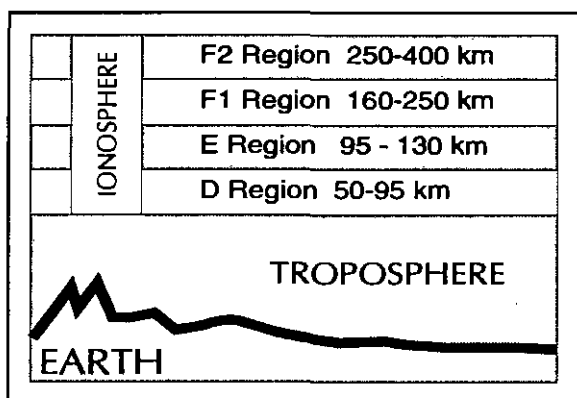 F2 Region 250-400 km
F1 Region 160-250 km
E Region 95 - 130 km
D Region 50-95 km
IONOSPHERE
TROPOSPHERE
EARTH